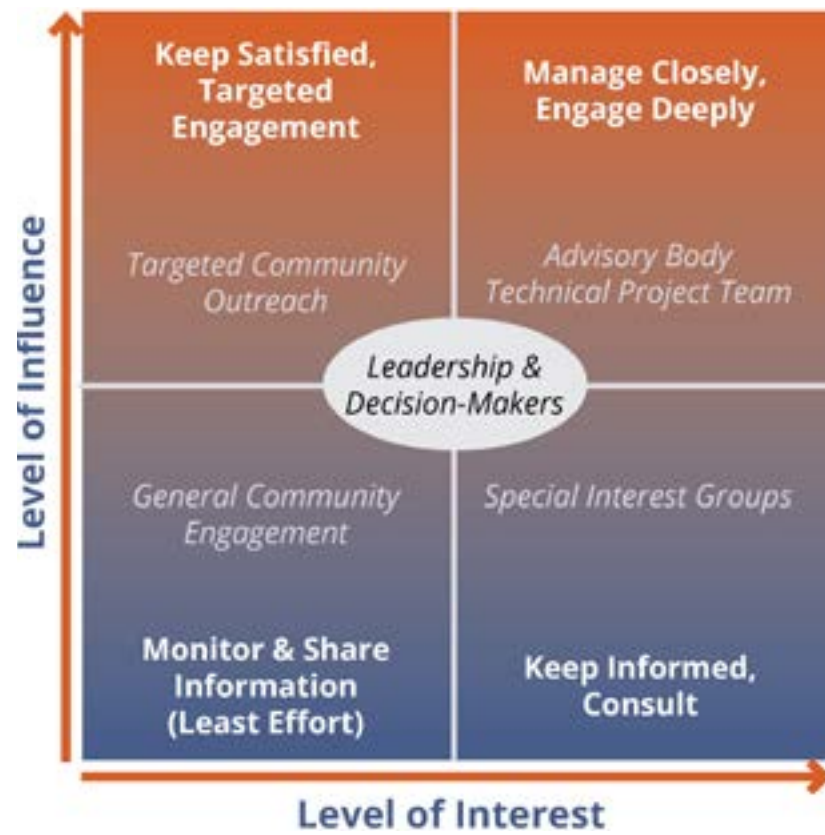 Keep Satisfied,
Targeted
Engagement
Manage Closely,
Engage Deeply
Targeted Community
Outreach
Advisory Body
Technical Project Team
Leadership &
Decision-Makers
General Community
Engagement
Special Interest Groups
Monitor & Share
Information
(Least Effort)
Keep Informed,
Consult
Level of Influence
Level of Interest